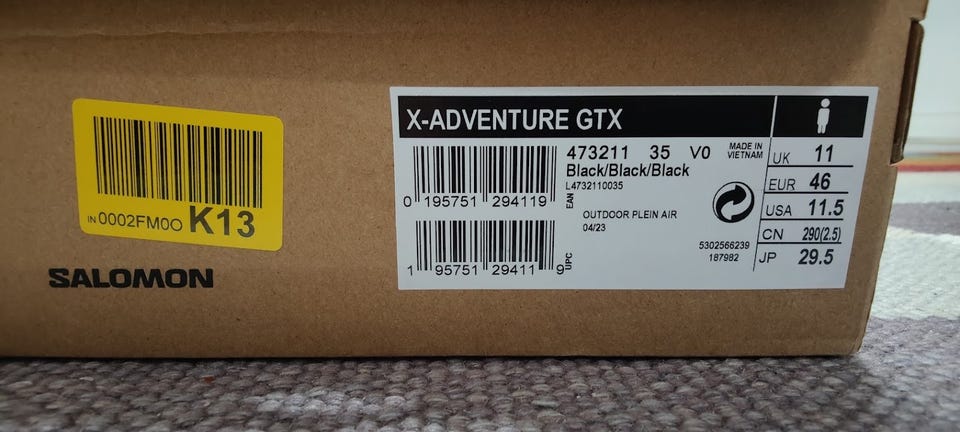 IN 0002FM0O K13
SALOMON
X-ADVENTURE GTX
473211 35 V0
Black/Black/Black
L4732110035
MADE IN
VIETNAM
0 195751 294119
EAN
OUTDOOR PLEIN AIR
04/23
1 95751 29411 9
UPC
5302566239
187982
UK 11
EUR 46
USA 11.5
CN 290(2.5)
JP 29.5